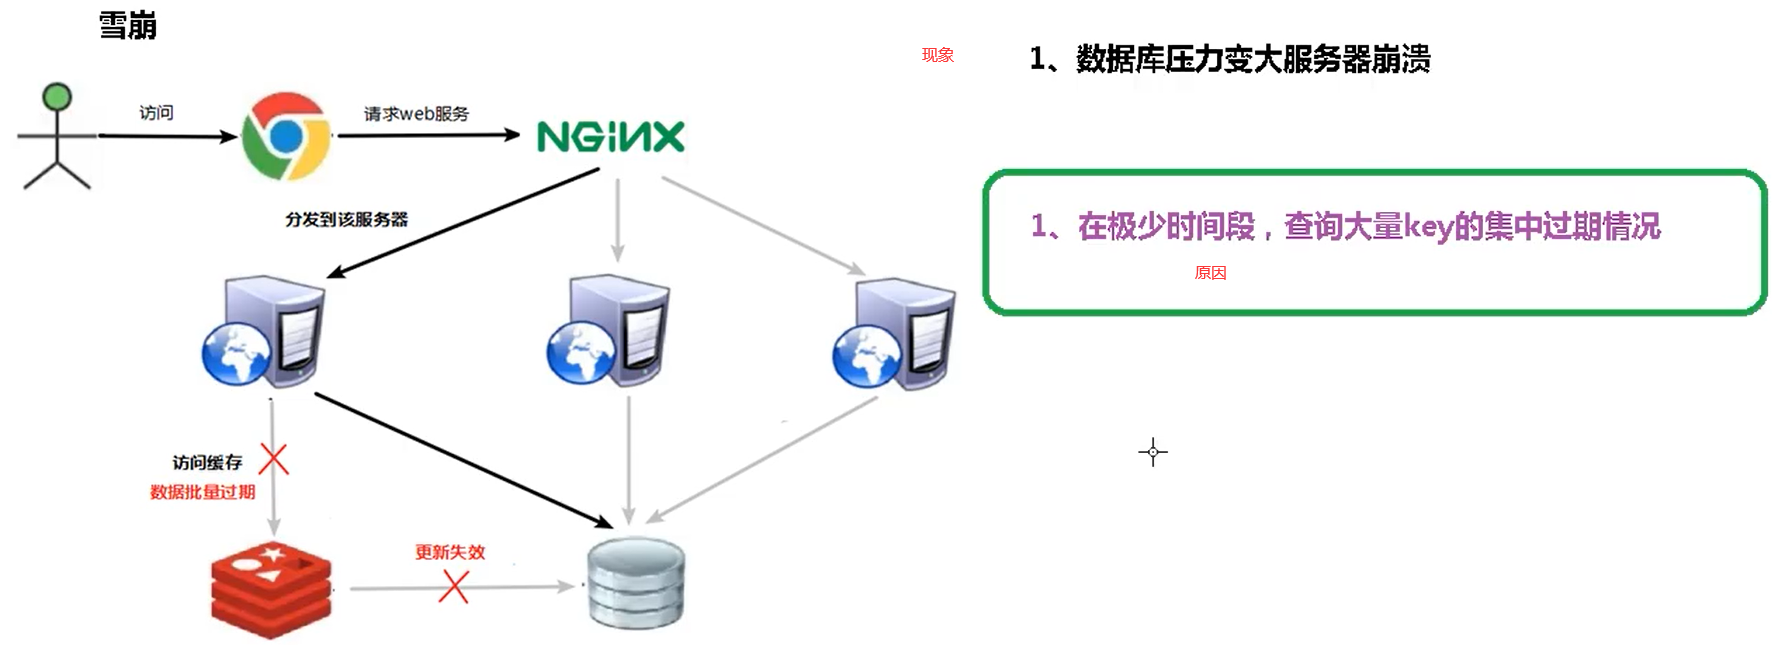 雪崩
现象
1、数据库压力变大服务器崩溃
访问
请求web服务
NGINX
分发到该服务器
1、在极少时间段，查询大量key的集中过期情况
原因
访问缓存
数据批量过期
更新失效